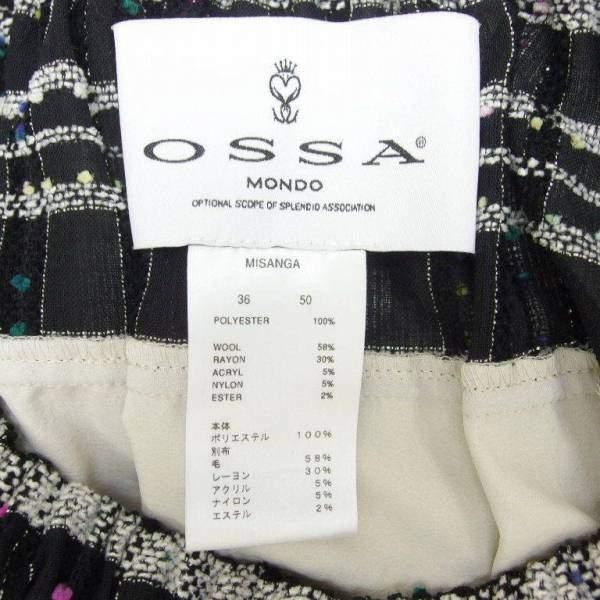 OSSA®
MONDO
OPTIONAL SCOPE OF SPLENDID ASSOCIATION
MISANGA
36 50
POLYESTER 100%
WOOL 58%
RAYON 30%
ACRYL 5%
NYLON 5%
ESTER 2%
本体
ポリエステル 100%
別布
毛 58%
レーヨン 30%
アクリル 5%
ナイロン 5%
エステル 2%